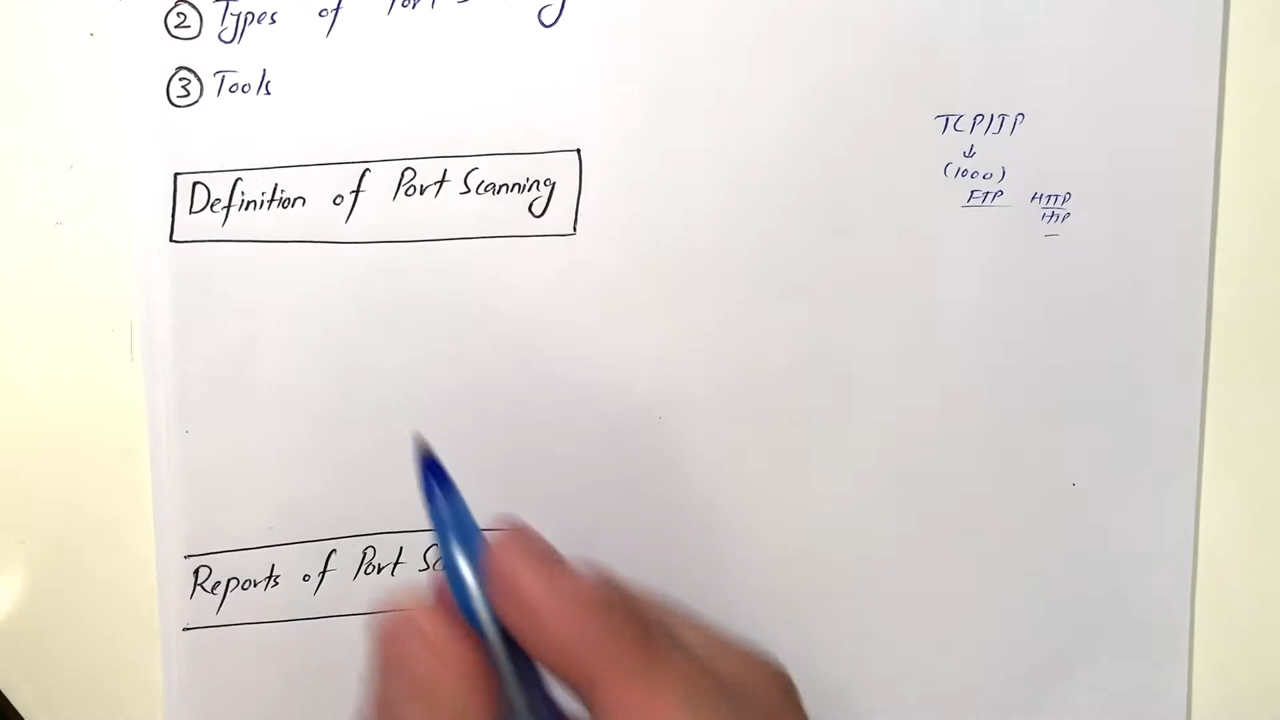 ② Types of
③ Tools
Definition of Port Scanning
TCP/IP
↓
(1000)
FTP HTTP
Reports of Port